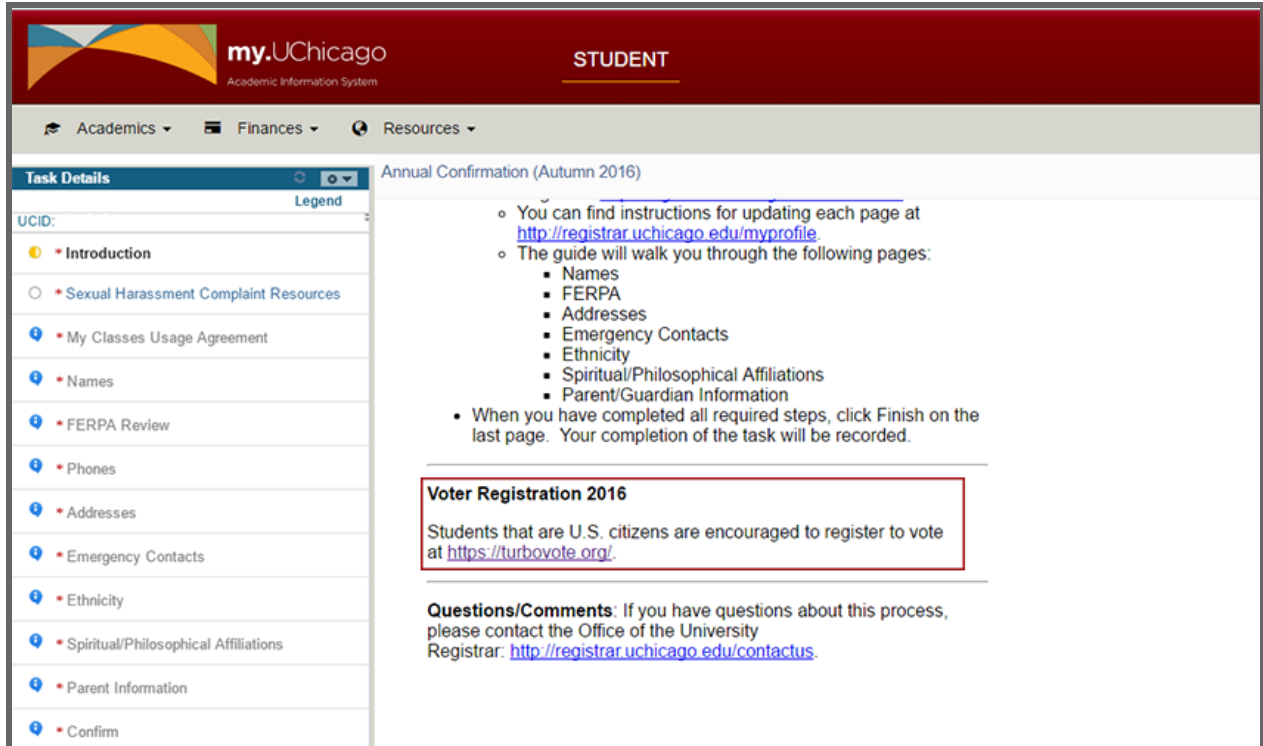 my.UChicago
Academic Information System
STUDENT
Academics
Finances
Resources
Task Details
Legend
UCID:
* Introduction
* Sexual Harassment Complaint Resources
* My Classes Usage Agreement
* Names
* FERPA Review
* Phones
* Addresses
* Emergency Contacts
* Ethnicity
* Spiritual/Philosophical Affiliations
* Parent Information
* Confirm
Annual Confirmation (Autumn 2016)
You can find instructions for updating each page at
http://registrar.uchicago.edu/myprofile.
The guide will walk you through the following pages:
Names
FERPA
Addresses
Emergency Contacts
Ethnicity
Spiritual/Philosophical Affiliations
Parent/Guardian Information
When you have completed all required steps, click Finish on the
last page. Your completion of the task will be recorded.
Voter Registration 2016
Students that are U.S. citizens are encouraged to register to vote
at https://turbovote.org/.
Questions/Comments: If you have questions about this process,
please contact the Office of the University
Registrar: http://registrar.uchicago.edu/contactus.